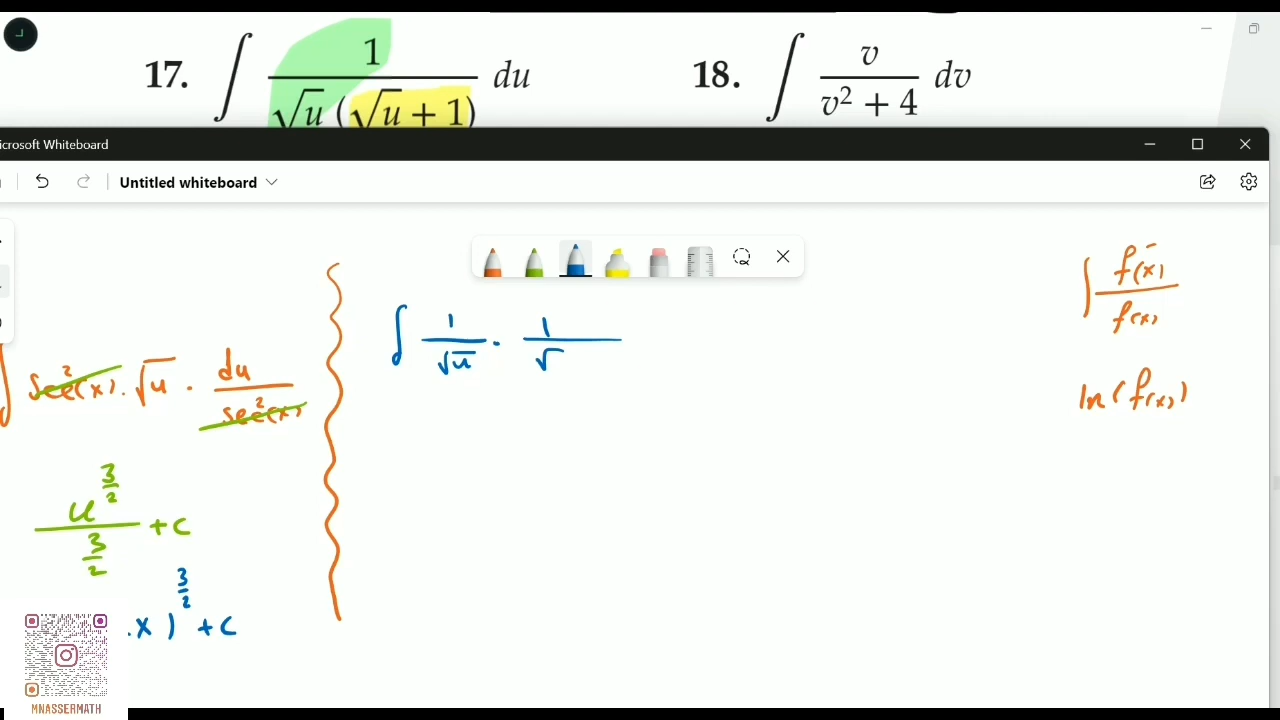 17. ∫ 1 / (√u (√u + 1)) du 18. ∫ v / (v² + 4) dv
Microsoft Whiteboard
Untitled whiteboard
∫ sec²(x) · √u · du / sec²(x)
u^(3/2) / (3/2) + c
x)^(3/2) + c
∫ 1/√u · 1/√
∫ f'(x) / f(x)
ln(f(x))
MNASSERMATH